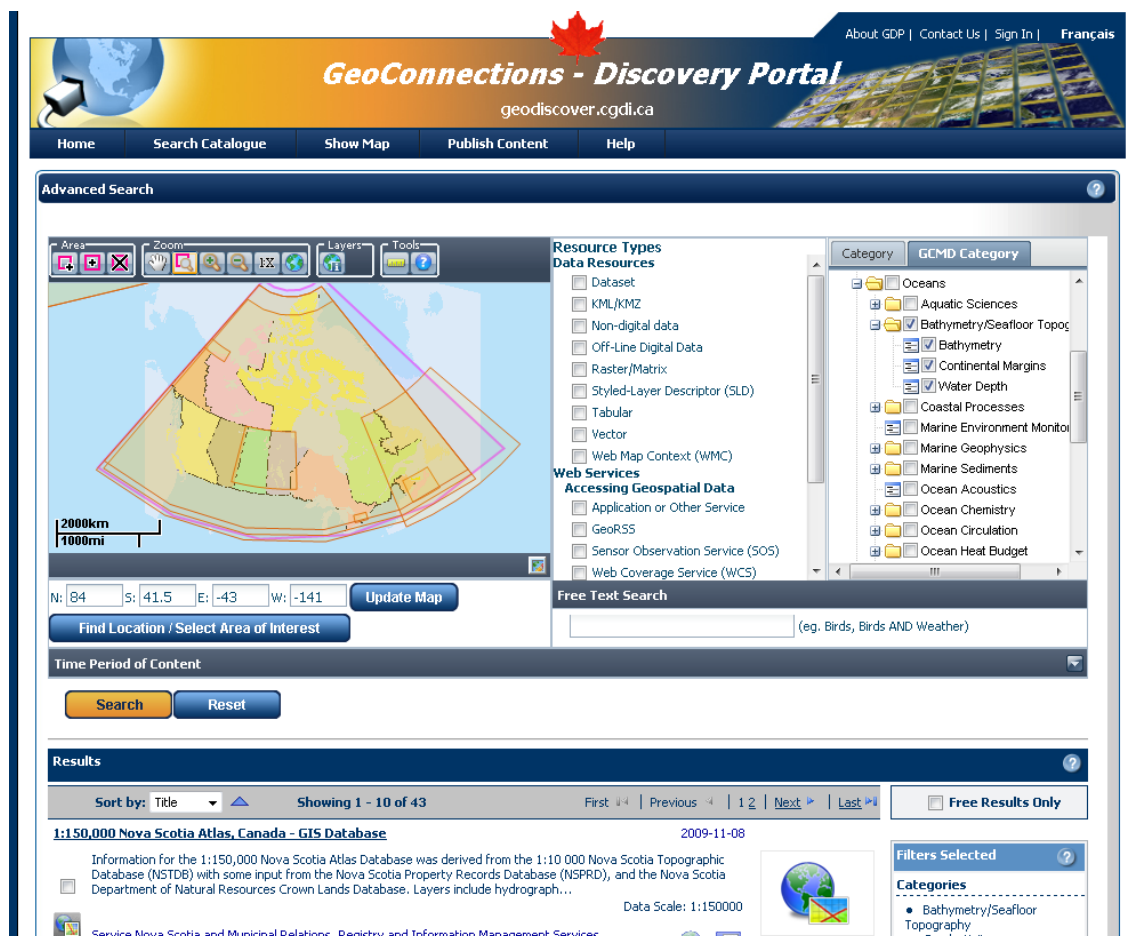 About GDP | Contact Us | Sign In | Français
GeoConnections - Discovery Portal
geodiscover.cgdi.ca
Home Search Catalogue Show Map Publish Content Help
Advanced Search
Area Zoom Layers Tools
1X
2000km
1000mi
N: 84 S: 41.5 E: -43 W: -141 Update Map
Find Location / Select Area of Interest
Resource Types
Data Resources
Dataset
KML/KMZ
Non-digital data
Off-Line Digital Data
Raster/Matrix
Styled-Layer Descriptor (SLD)
Tabular
Vector
Web Map Context (WMC)
Web Services
Accessing Geospatial Data
Application or Other Service
GeoRSS
Sensor Observation Service (SOS)
Web Coverage Service (WCS)
Category GCMD Category
Oceans
Aquatic Sciences
Bathymetry/Seafloor Topog
Bathymetry
Continental Margins
Water Depth
Coastal Processes
Marine Environment Monitor
Marine Geophysics
Marine Sediments
Ocean Acoustics
Ocean Chemistry
Ocean Circulation
Ocean Heat Budget
Free Text Search
(eg. Birds, Birds AND Weather)
Time Period of Content
Search Reset
Results
Sort by: Title Showing 1 - 10 of 43 First | Previous | 1 2 | Next | Last
Free Results Only
1:150,000 Nova Scotia Atlas, Canada - GIS Database 2009-11-08
Information for the 1:150,000 Nova Scotia Atlas Database was derived from the 1:10 000 Nova Scotia Topographic
Database (NSTDB) with some input from the Nova Scotia Property Records Database (NSPRD), and the Nova Scotia
Department of Natural Resources Crown Lands Database. Layers include hydrograph...
Data Scale: 1:150000
Service Nova Scotia and Municipal Relations, Registry and Information Management Services
Filters Selected
Categories
Bathymetry/Seafloor
Topography